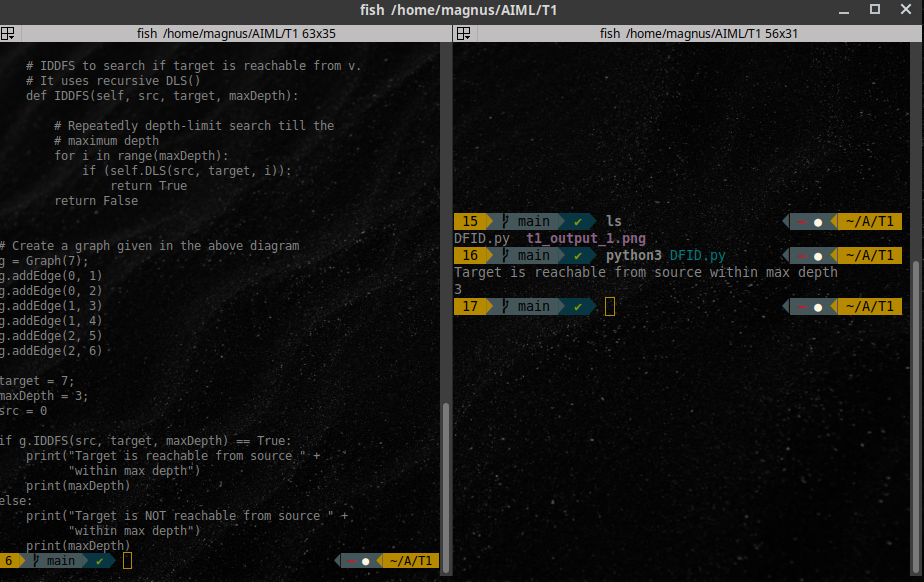 fish /home/magnus/AIML/T1
fish /home/magnus/AIML/T1 63x35
# IDDFS to search if target is reachable from v.
# It uses recursive DLS()
def IDDFS(self, src, target, maxDepth):
# Repeatedly depth-limit search till the
# maximum depth
for i in range(maxDepth):
if (self.DLS(src, target, i)):
return True
return False
# Create a graph given in the above diagram
g = Graph(7);
g.addEdge(0, 1)
g.addEdge(0, 2)
g.addEdge(1, 3)
g.addEdge(1, 4)
g.addEdge(2, 5)
g.addEdge(2, 6)
target = 7;
maxDepth = 3;
src = 0
if g.IDDFS(src, target, maxDepth) == True:
print("Target is reachable from source " +
"within max depth")
print(maxDepth)
else:
print("Target is NOT reachable from source " +
"within max depth")
print(maxDepth)
6 main ✔ ~/A/T1
fish /home/magnus/AIML/T1 56x31
15 main ✔ ls ~/A/T1
DFID.py t1_output_1.png
16 main ✔ python3 DFID.py ~/A/T1
Target is reachable from source within max depth
3
17 main ✔ ~/A/T1